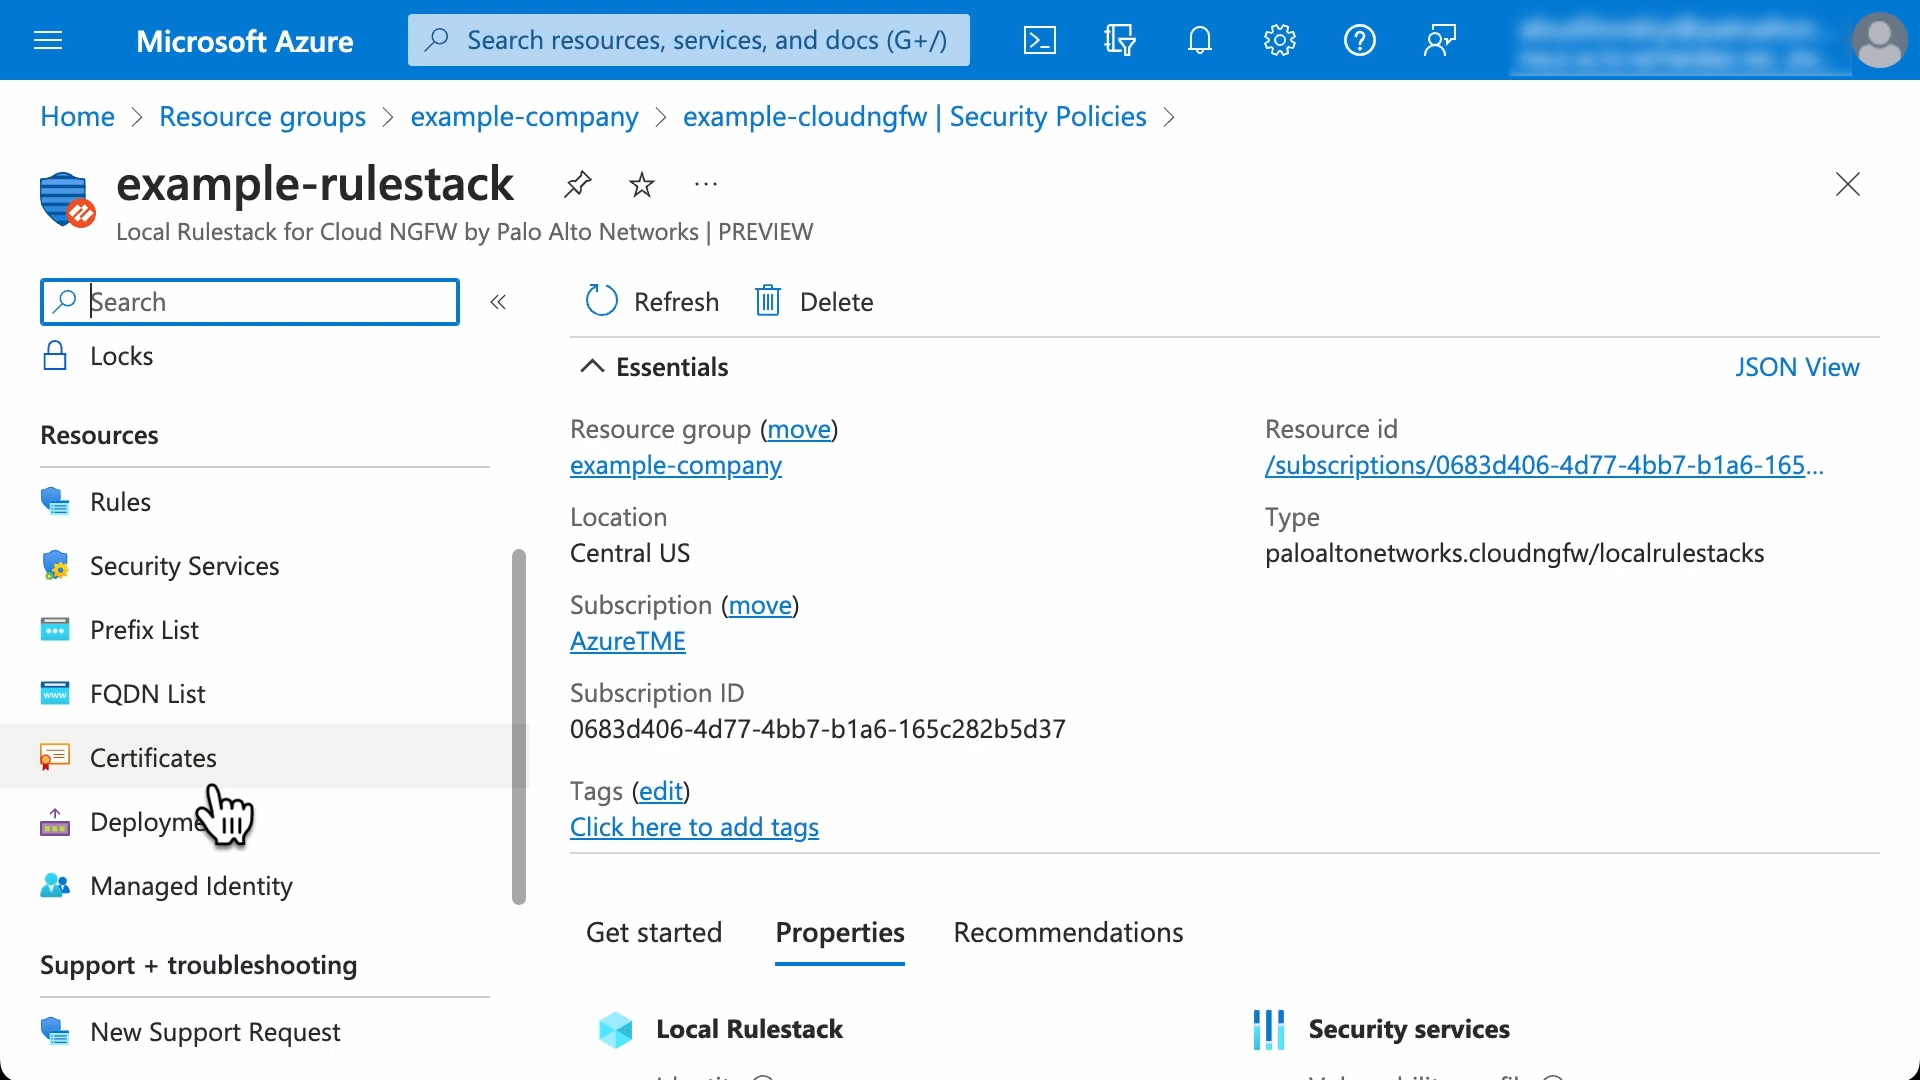 Microsoft Azure
Search resources, services, and docs (G+/)
Home > Resource groups > example-company > example-cloudngfw | Security Policies >
example-rulestack
Local Rulestack for Cloud NGFW by Palo Alto Networks | PREVIEW
Search
Refresh
Delete
Locks
Resources
Rules
Security Services
Prefix List
FQDN List
Certificates
Managed Identity
Support + troubleshooting
New Support Request
Essentials
JSON View
Resource group (move)
example-company
Location
Central US
Subscription (move)
AzureTME
Subscription ID
0683d406-4d77-4bb7-b1a6-165c282b5d37
Tags (edit)
Click here to add tags
Resource id
/subscriptions/0683d406-4d77-4bb7-b1a6-165...
Type
paloaltonetworks.cloudngfw/localrulestacks
Get started
Properties
Recommendations
Local Rulestack
Security services